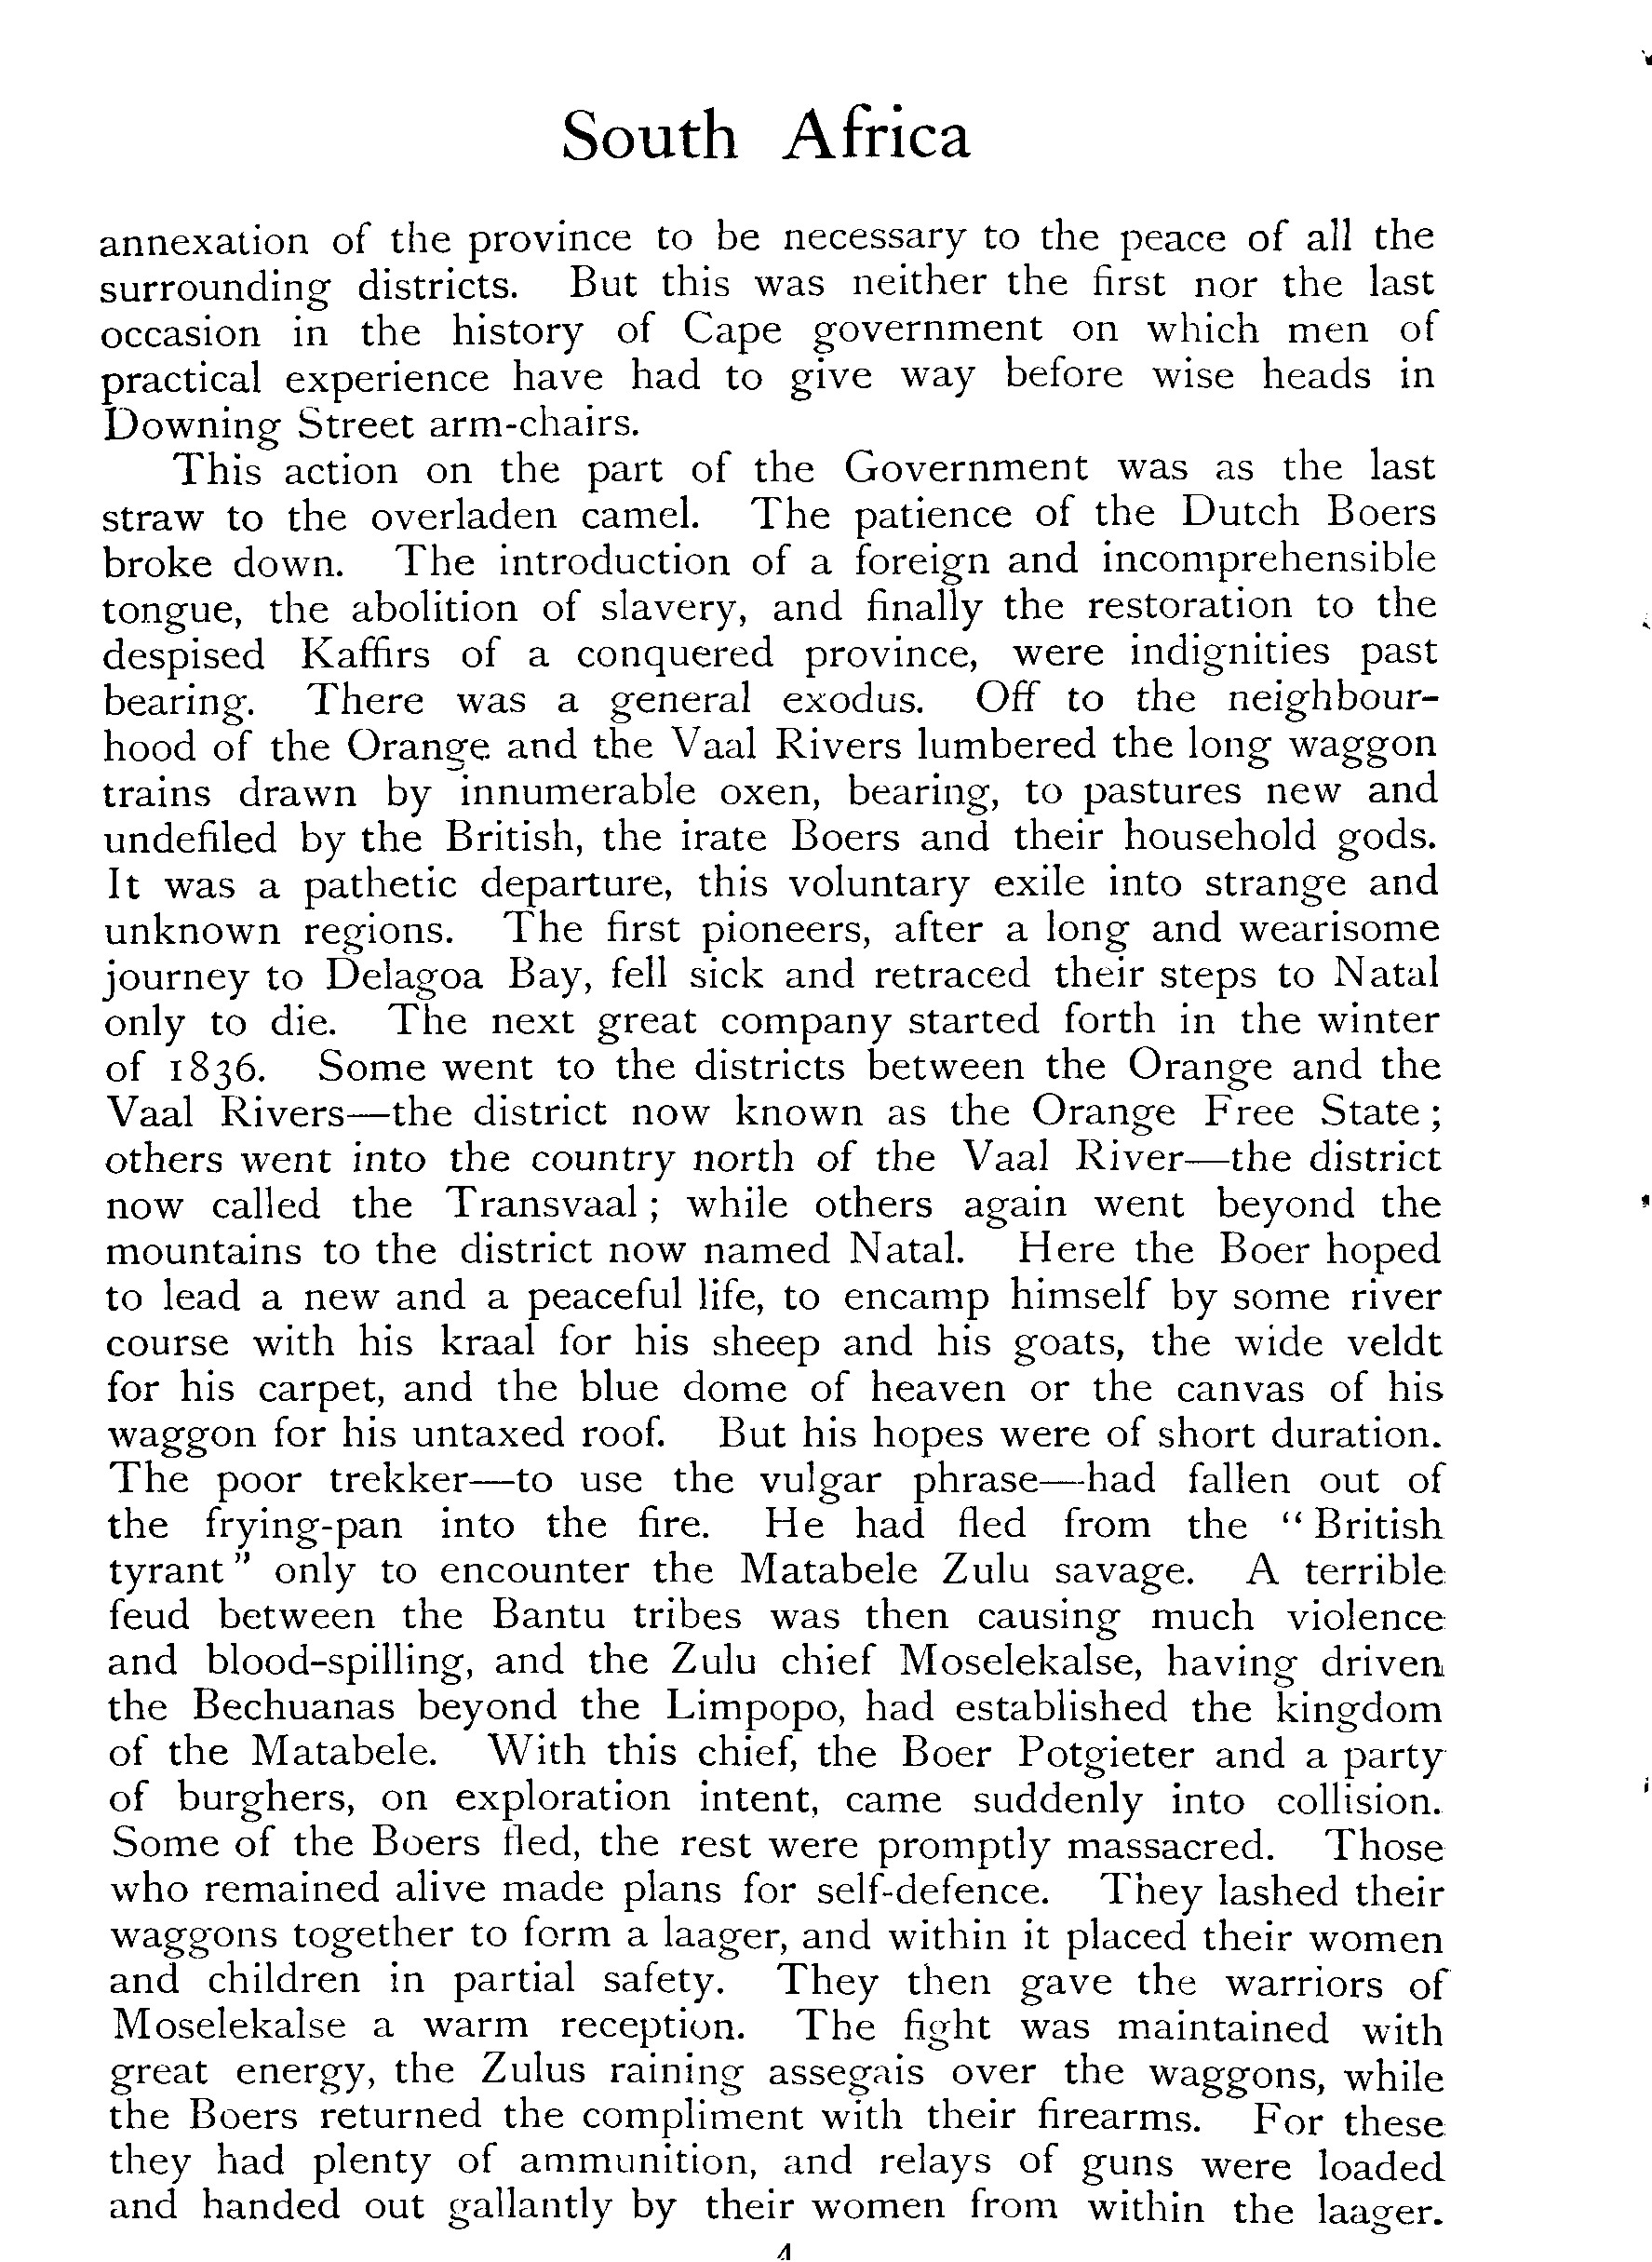 South Africa
annexation of the province to be necessary to the peace of all the
surrounding districts. But this was neither the first nor the last
occasion in the history of Cape government on which men of
practical experience have had to give way before wise heads in
Downing Street arm-chairs.
This action on the part of the Government was as the last
straw to the overladen camel. The patience of the Dutch Boers
broke down. The introduction of a foreign and incomprehensible
tongue, the abolition of slavery, and finally the restoration to the
despised Kaffirs of a conquered province, were indignities past
bearing. There was a general exodus. Off to the neighbour-
hood of the Orange and the Vaal Rivers lumbered the long waggon
trains drawn by innumerable oxen, bearing, to pastures new and
undefiled by the British, the irate Boers and their household gods.
It was a pathetic departure, this voluntary exile into strange and
unknown regions. The first pioneers, after a long and wearisome
journey to Delagoa Bay, fell sick and retraced their steps to Natal
only to die. The next great company started forth in the winter
of 1836. Some went to the districts between the Orange and the
Vaal Rivers—the district now known as the Orange Free State;
others went into the country north of the Vaal River—the district
now called the Transvaal; while others again went beyond the
mountains to the district now named Natal. Here the Boer hoped
to lead a new and a peaceful life, to encamp himself by some river
course with his kraal for his sheep and his goats, the wide veldt
for his carpet, and the blue dome of heaven or the canvas of his
waggon for his untaxed roof. But his hopes were of short duration.
The poor trekker—to use the vulgar phrase—had fallen out of
the frying-pan into the fire. He had fled from the "British
tyrant" only to encounter the Matabele Zulu savage. A terrible
feud between the Bantu tribes was then causing much violence
and blood-spilling, and the Zulu chief Moselekalse, having driven
the Bechuanas beyond the Limpopo, had established the kingdom
of the Matabele. With this chief, the Boer Potgieter and a party
of burghers, on exploration intent, came suddenly into collision.
Some of the Boers fled, the rest were promptly massacred. Those
who remained alive made plans for self-defence. They lashed their
waggons together to form a laager, and within it placed their women
and children in partial safety. They then gave the warriors of
Moselekalse a warm reception. The fight was maintained with
great energy, the Zulus raining assegais over the waggons, while
the Boers returned the compliment with their firearms. For these
they had plenty of ammunition, and relays of guns were loaded
and handed out gallantly by their women from within the laager.
4